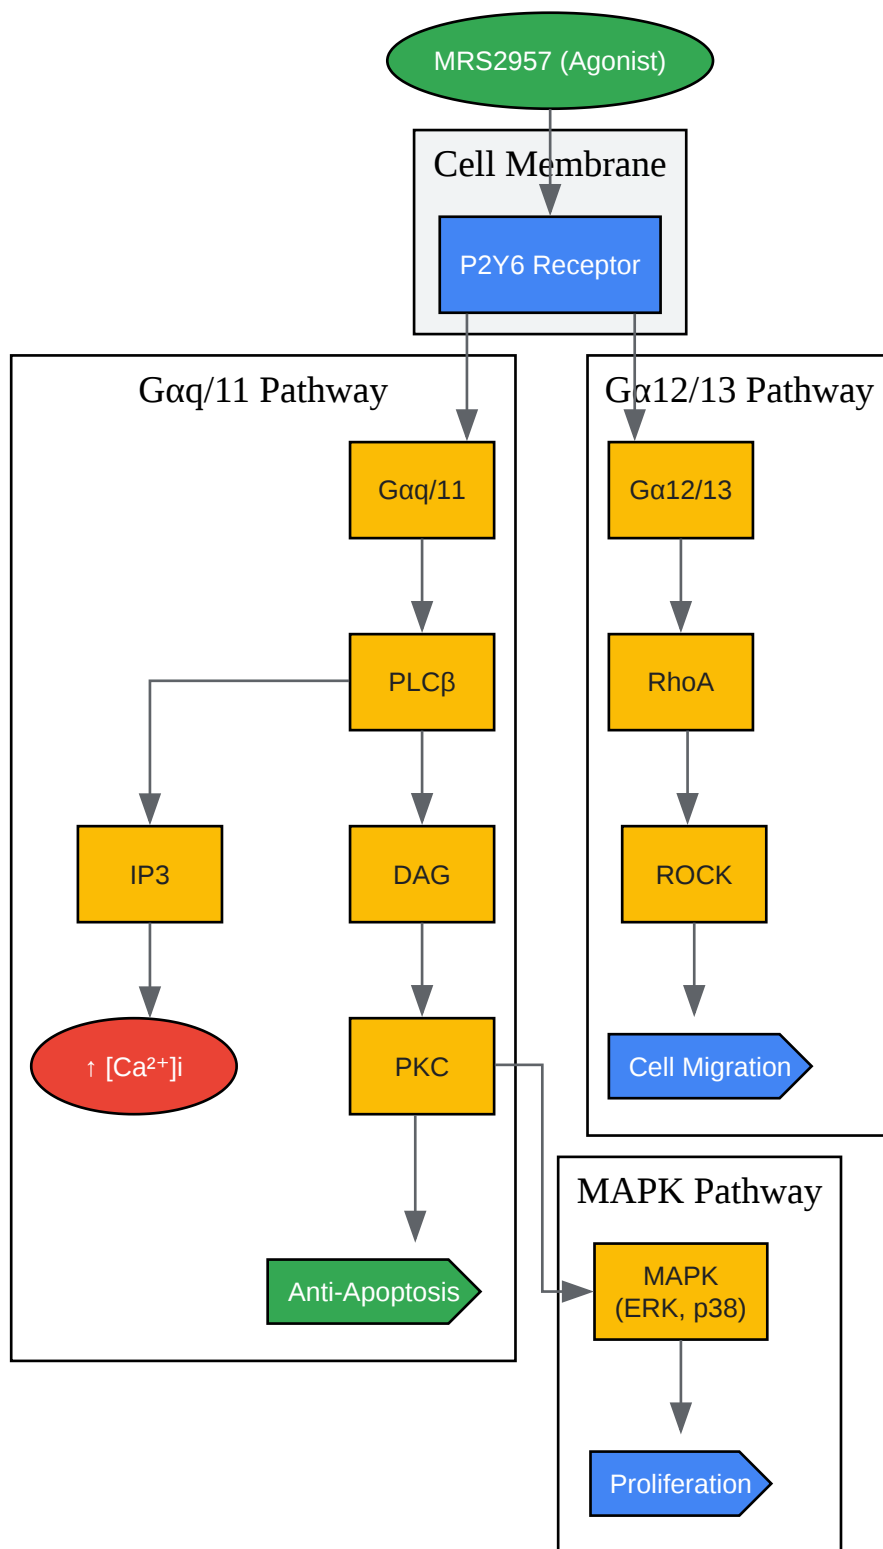 MRS2957 (Agonist)
Cell Membrane
P2Y6 Receptor
Gαq/11 Pathway
Gα12/13 Pathway
Gαq/11
Gα12/13
PLCβ
RhoA
IP3
DAG
ROCK
↑ [Ca²⁺]i
PKC
Cell Migration
MAPK Pathway
MAPK
(ERK, p38)
Anti-Apoptosis
Proliferation